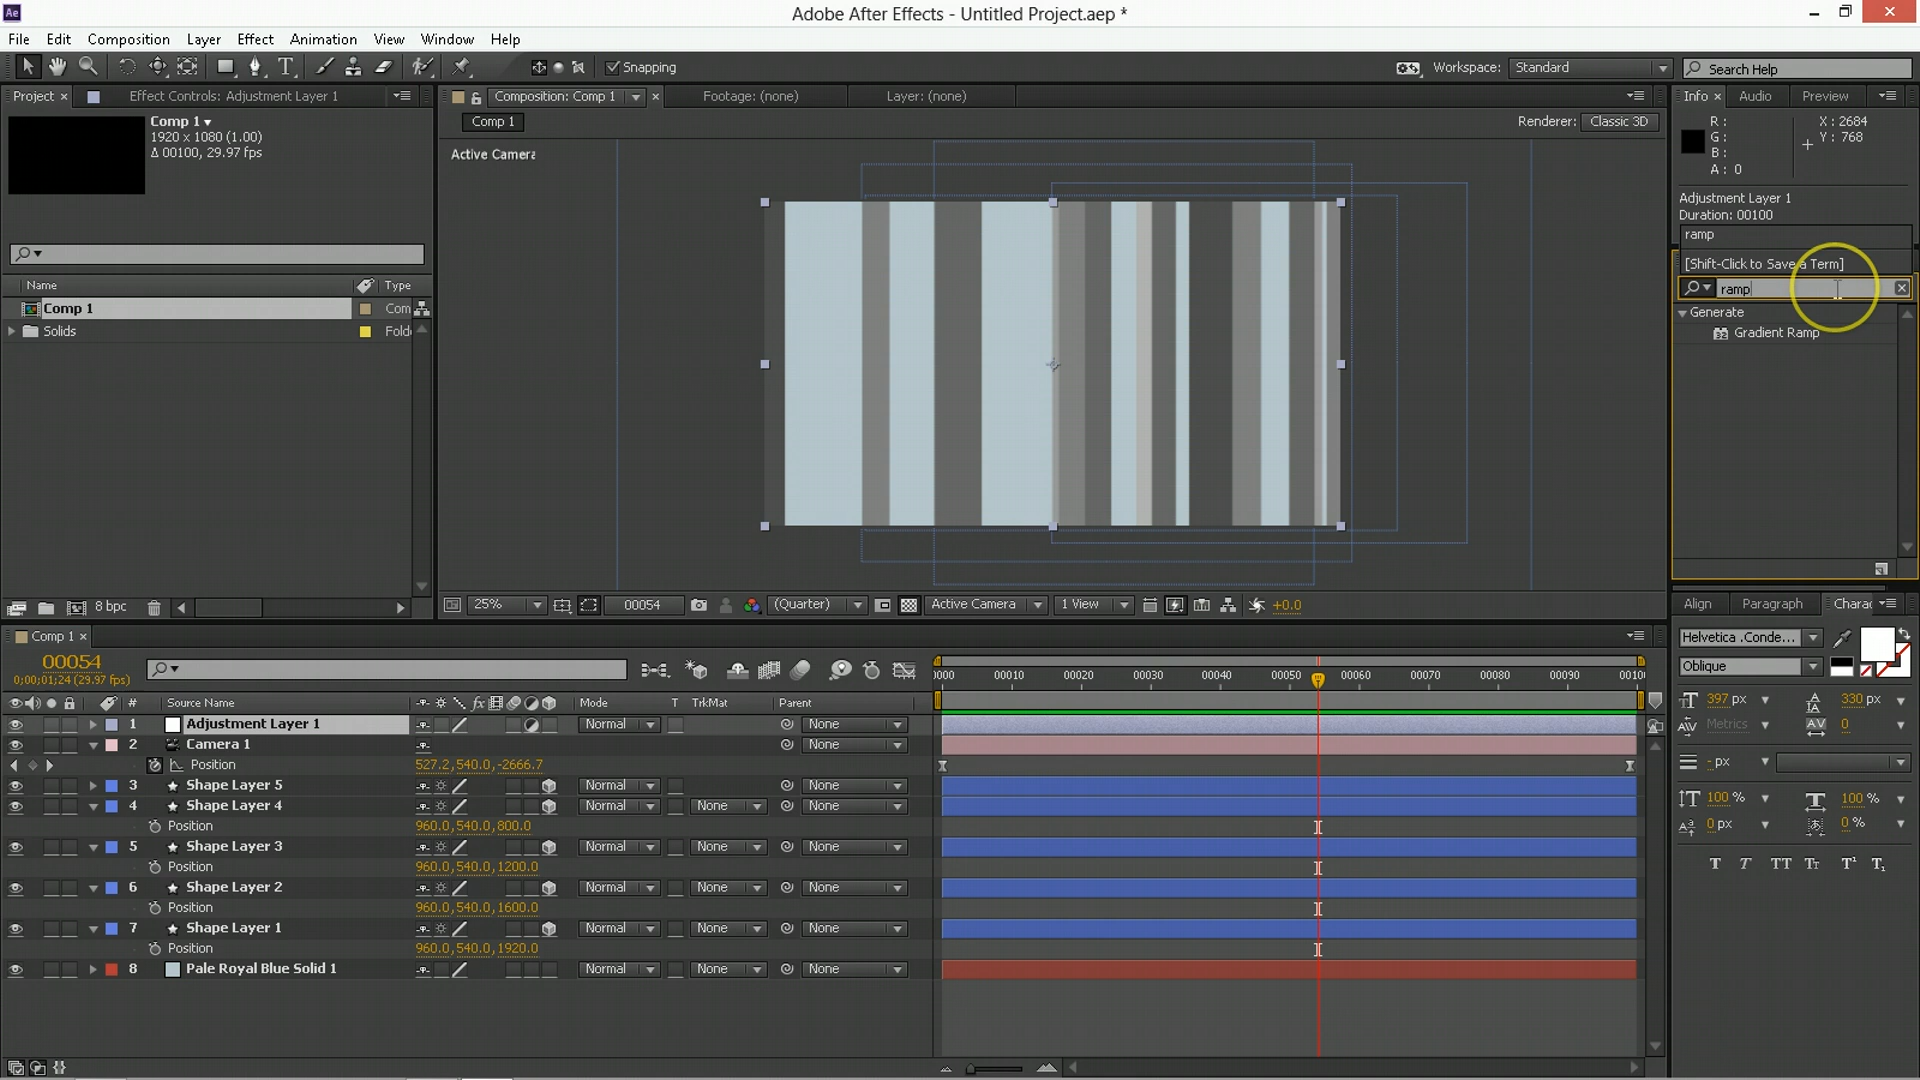 Ae
Adobe After Effects - Untitled Project.aep *
File Edit Composition Layer Effect Animation View Window Help
Snapping
Workspace: Standard
Search Help
Project × Effect Controls: Adjustment Layer 1
Composition: Comp 1
Footage: (none)
Layer: (none)
Info × Audio Preview
Comp 1
1920 x 1080 (1.00)
Δ 00100, 29.97 fps
Comp 1
Renderer: Classic 3D
Active Camera
R :
G :
B :
A : 0
X : 2684
Y : 768
Adjustment Layer 1
Duration: 00100
ramp
[Shift-Click to Save a Term]
ramp
Generate
Gradient Ramp
Name Type
Comp 1 Com
Solids Fold
8 bpc
25% 00054 (Quarter) Active Camera 1 View +0.0
Align Paragraph Charac
Helvetica .Conde...
Oblique
397 px 330 px
Metrics 0
- px
100 % 100 %
0 px 0 %
T T TT Tt T¹ T₁
Comp 1 ×
00054
0;00;01;24 (29.97 fps)
0000 00010 00020 00030 00040 00050 00060 00070 00080 00090 0010
# Source Name Mode T TrkMat Parent
1 Adjustment Layer 1 Normal None
2 Camera 1 None
Position 527.2,540.0,-2666.7
3 Shape Layer 5 Normal None
4 Shape Layer 4 Normal None None
Position 960.0,540.0,800.0
5 Shape Layer 3 Normal None None
Position 960.0,540.0,1200.0
6 Shape Layer 2 Normal None None
Position 960.0,540.0,1600.0
7 Shape Layer 1 Normal None None
Position 960.0,540.0,1920.0
8 Pale Royal Blue Solid 1 Normal None None